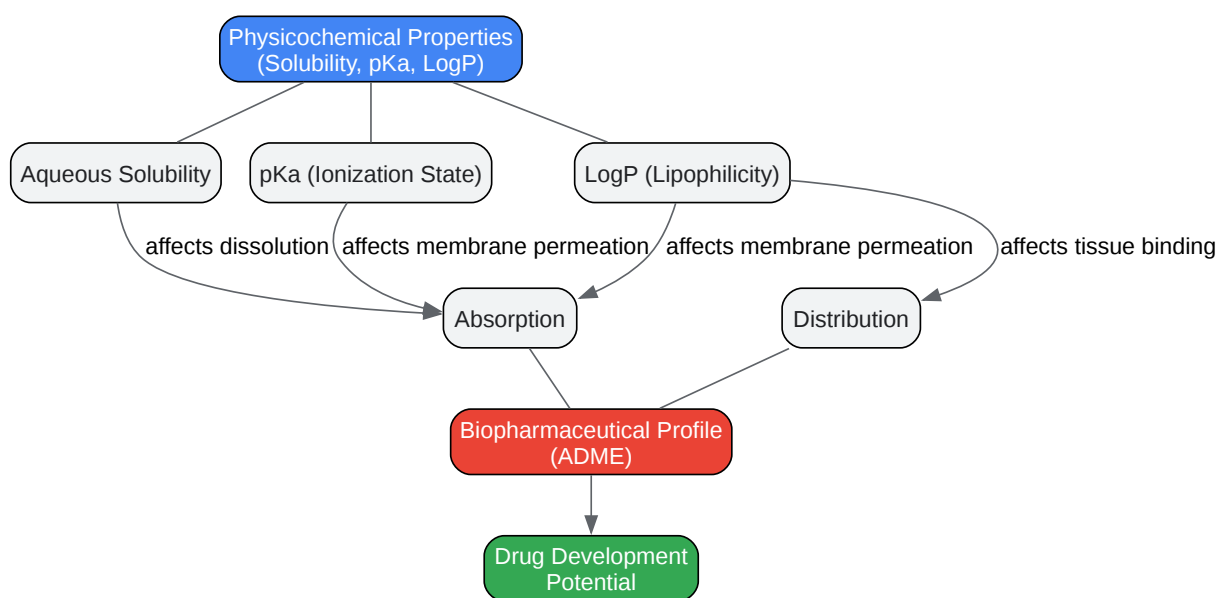 Physicochemical Properties
(Solubility, pKa, LogP)
Aqueous Solubility
pKa (Ionization State)
LogP (Lipophilicity)
affects dissolution
affects membrane permeation
affects membrane permeation
affects tissue binding
Absorption
Distribution
Biopharmaceutical Profile
(ADME)
Drug Development
Potential